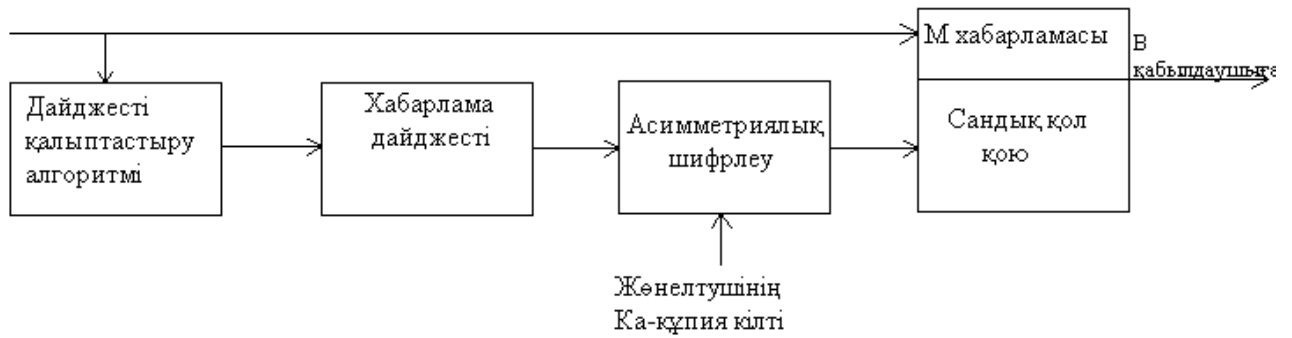 М хабарламасы
В
қабылдаушыға
Дайджесті
қалыптастыру
алгоритмі
Хабарлама
дайджесті
Асимметриялық
шифрлеу
Сандық қол
қою
Жөнелтушінің
Ка-құпия кілті